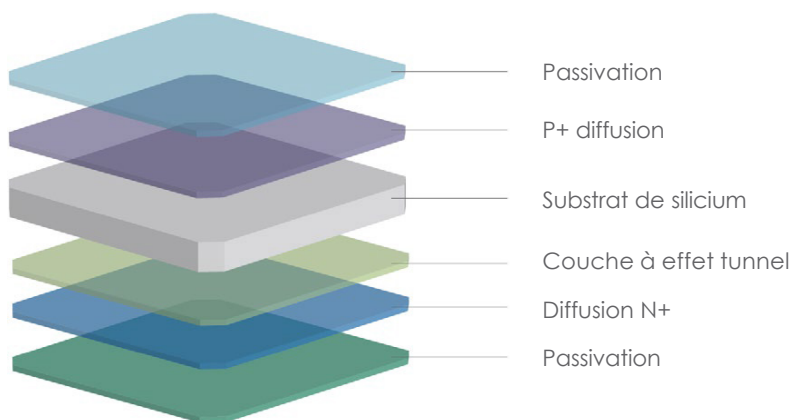 Passivation
P+ diffusion
Substrat de silicium
Couche à effet tunnel
Diffusion N+
Passivation